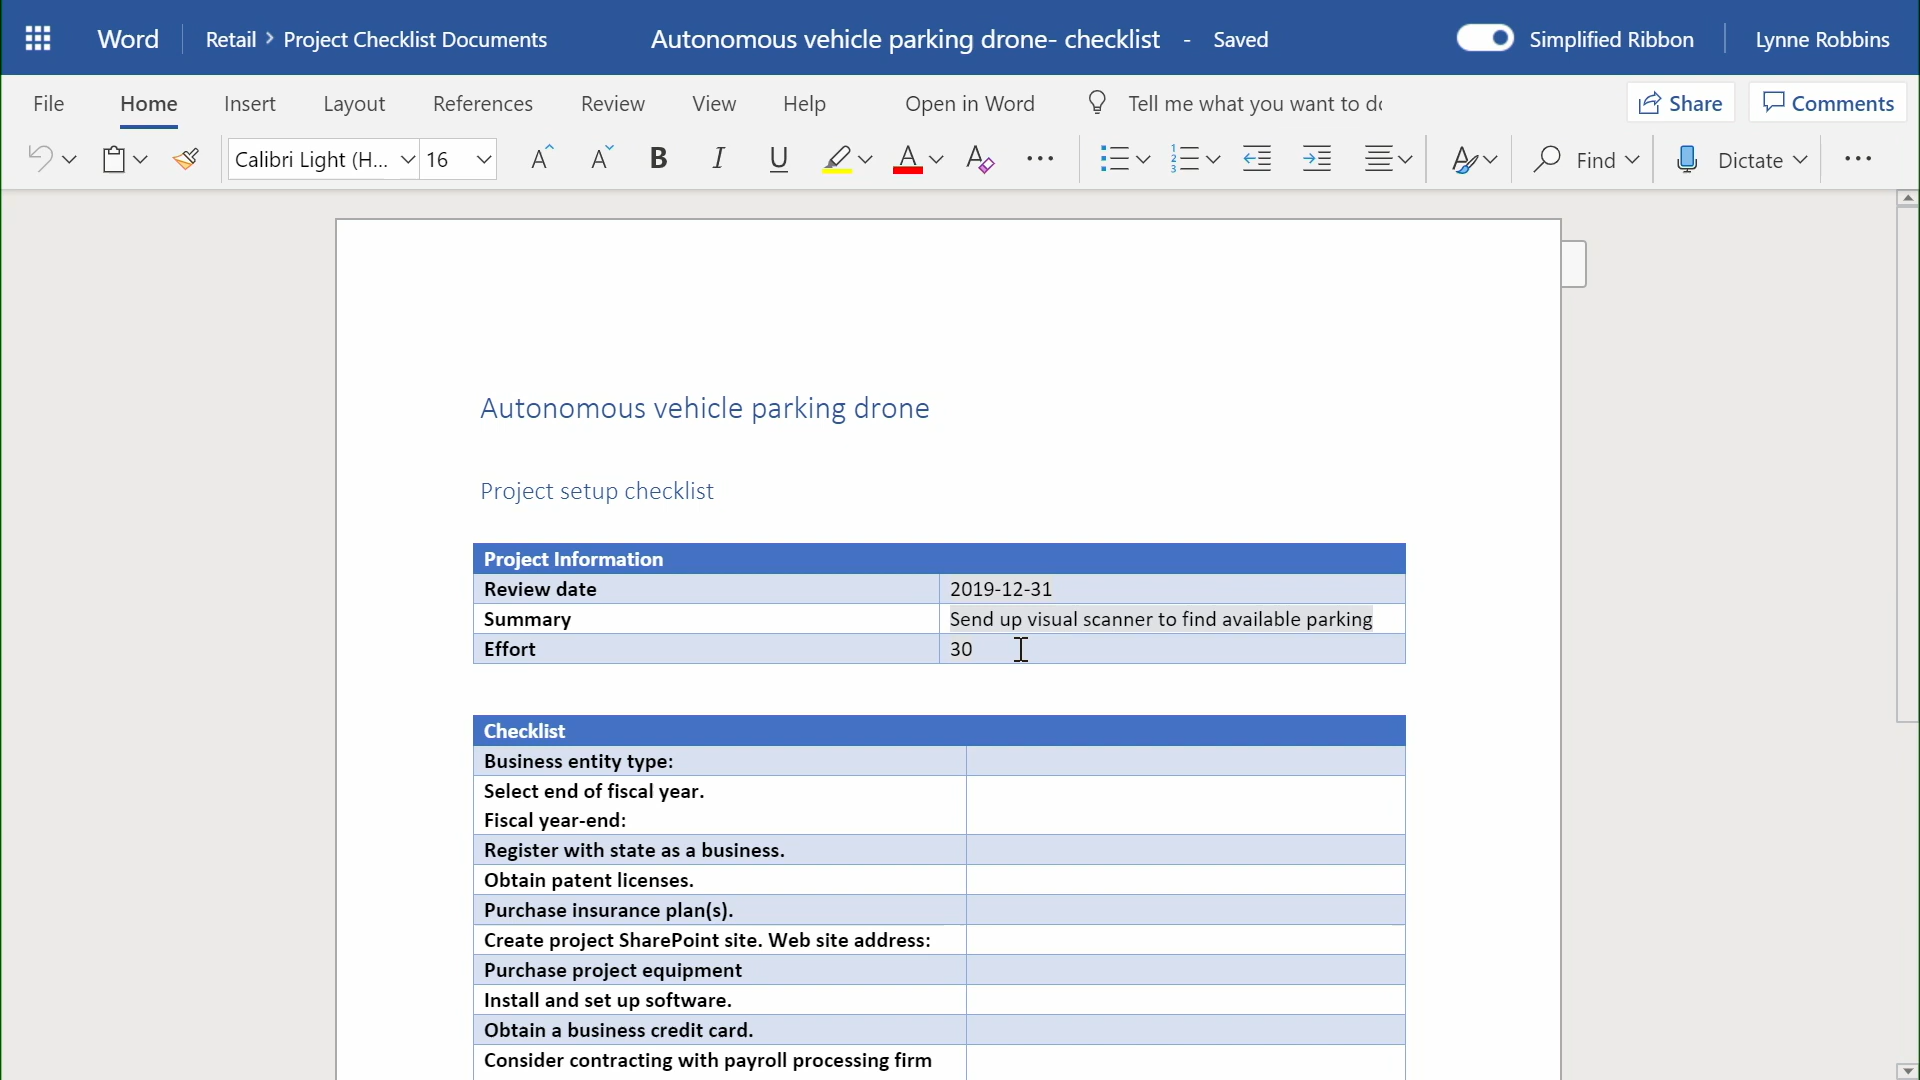 Word Retail > Project Checklist Documents Autonomous vehicle parking drone- checklist - Saved Simplified Ribbon Lynne Robbins
File Home Insert Layout References Review View Help Open in Word Tell me what you want to do Share Comments
Calibri Light (H... 16 B I U A Find Dictate
Autonomous vehicle parking drone
Project setup checklist
Project Information
Review date 2019-12-31
Summary Send up visual scanner to find available parking
Effort 30
Checklist
Business entity type:
Select end of fiscal year.
Fiscal year-end:
Register with state as a business.
Obtain patent licenses.
Purchase insurance plan(s).
Create project SharePoint site. Web site address:
Purchase project equipment
Install and set up software.
Obtain a business credit card.
Consider contracting with payroll processing firm